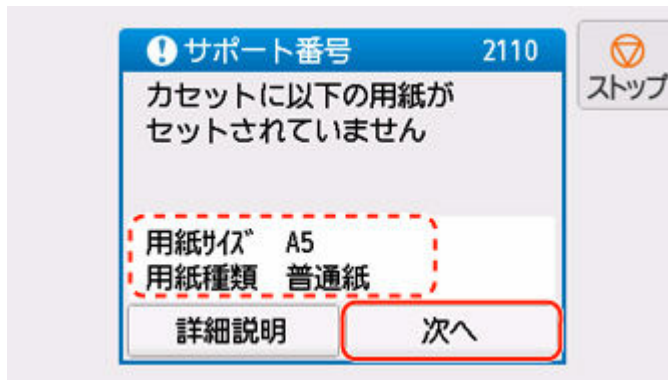 サポート番号 2110
ストップ
カセットに以下の用紙が
セットされていません
用紙ｻｲｽﾞ A5
用紙種類 普通紙
詳細説明 次へ